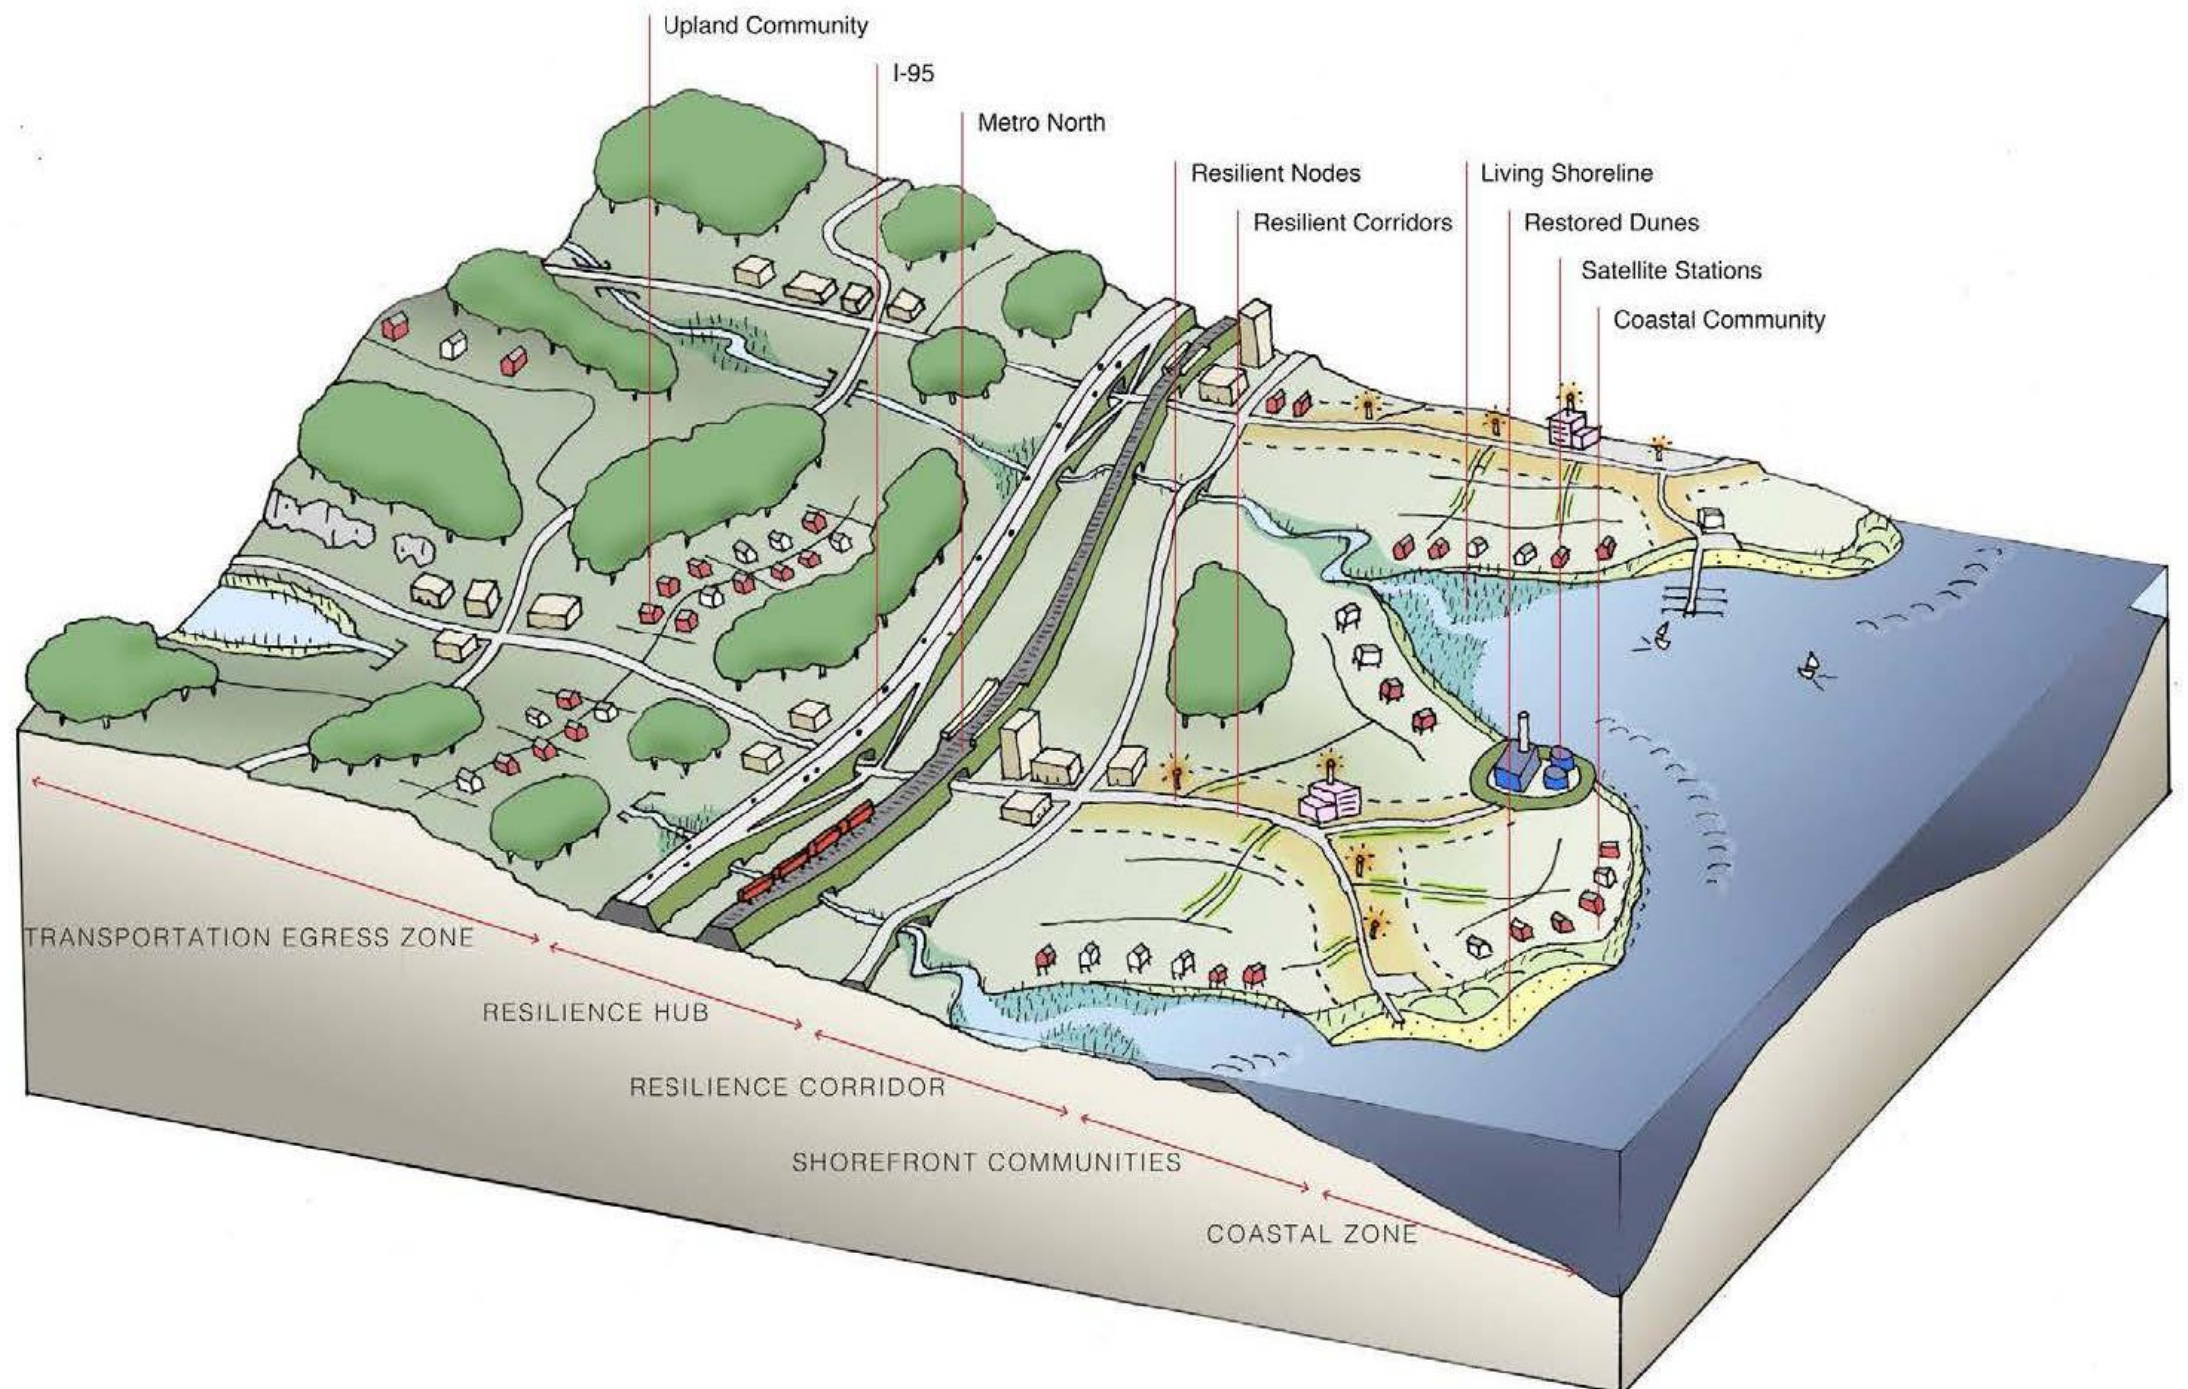 Upland Community
I-95
Metro North
Resilient Nodes
Living Shoreline
Resilient Corridors
Restored Dunes
Satellite Stations
Coastal Community
TRANSPORTATION EGRESS ZONE
RESILIENCE HUB
RESILIENCE CORRIDOR
SHOREFRONT COMMUNITIES
COASTAL ZONE